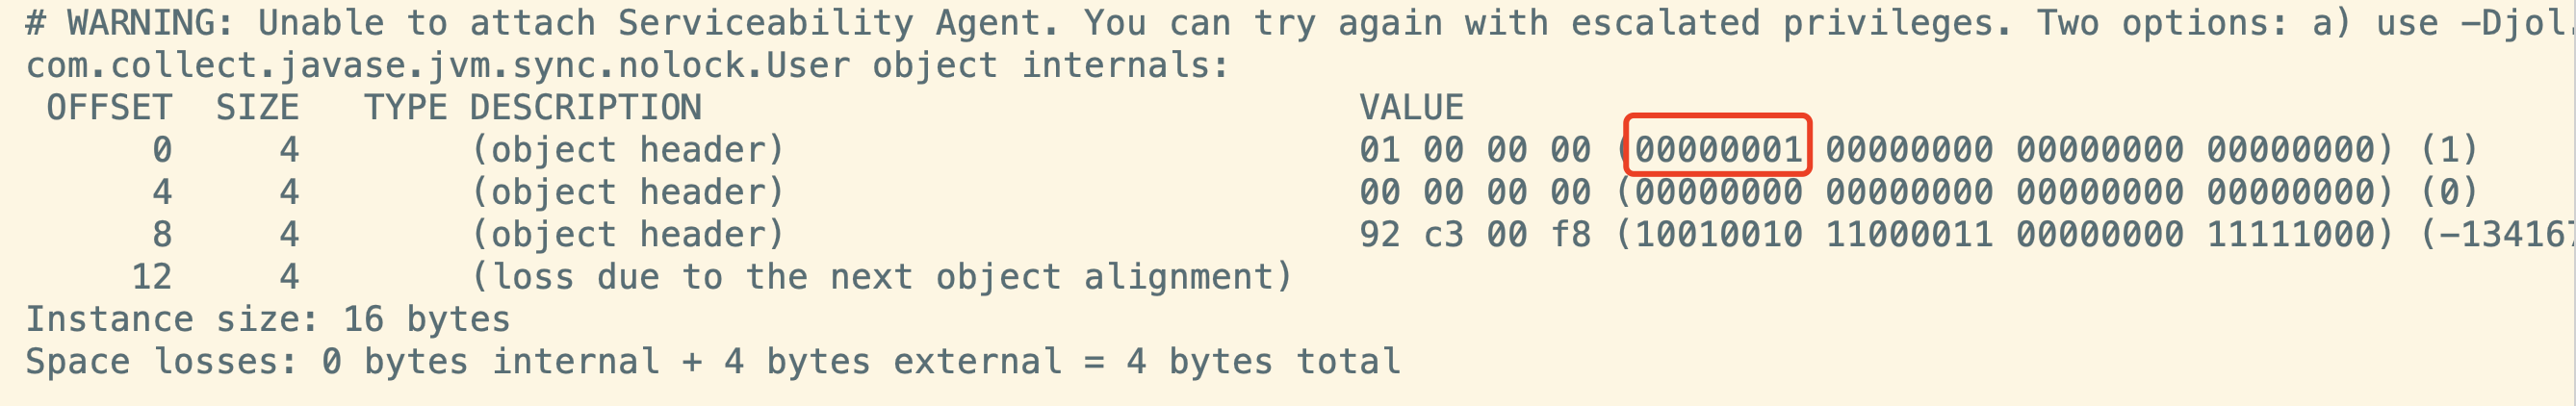 # WARNING: Unable to attach Serviceability Agent. You can try again with escalated privileges. Two options: a) use -Djol.
com.collect.javase.jvm.sync.nolock.User object internals:
OFFSET SIZE TYPE DESCRIPTION VALUE
0 4 (object header) 01 00 00 00 (00000001 00000000 00000000 00000000) (1)
4 4 (object header) 00 00 00 00 (00000000 00000000 00000000 00000000) (0)
8 4 (object header) 92 c3 00 f8 (10010010 11000011 00000000 11111000) (-134167
12 4 (loss due to the next object alignment)
Instance size: 16 bytes
Space losses: 0 bytes internal + 4 bytes external = 4 bytes total